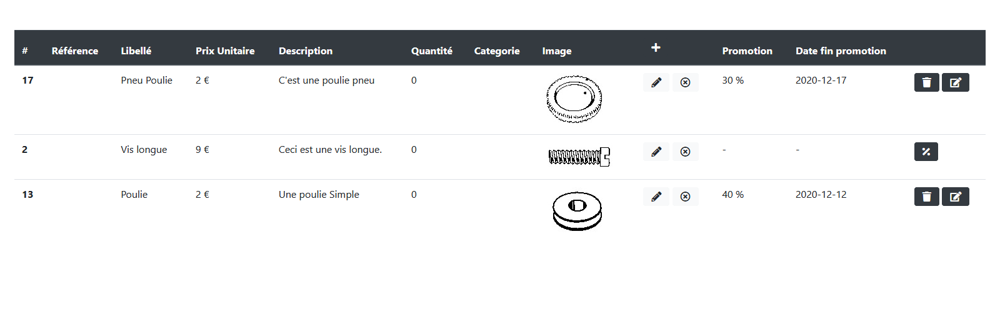 # Référence Libellé Prix Unitaire Description Quantité Categorie Image + Promotion Date fin promotion
17 Pneu Poulie 2 € C'est une poulie pneu 0 30 % 2020-12-17
2 Vis longue 9 € Ceci est une vis longue. 0 - - %
13 Poulie 2 € Une poulie Simple 0 40 % 2020-12-12